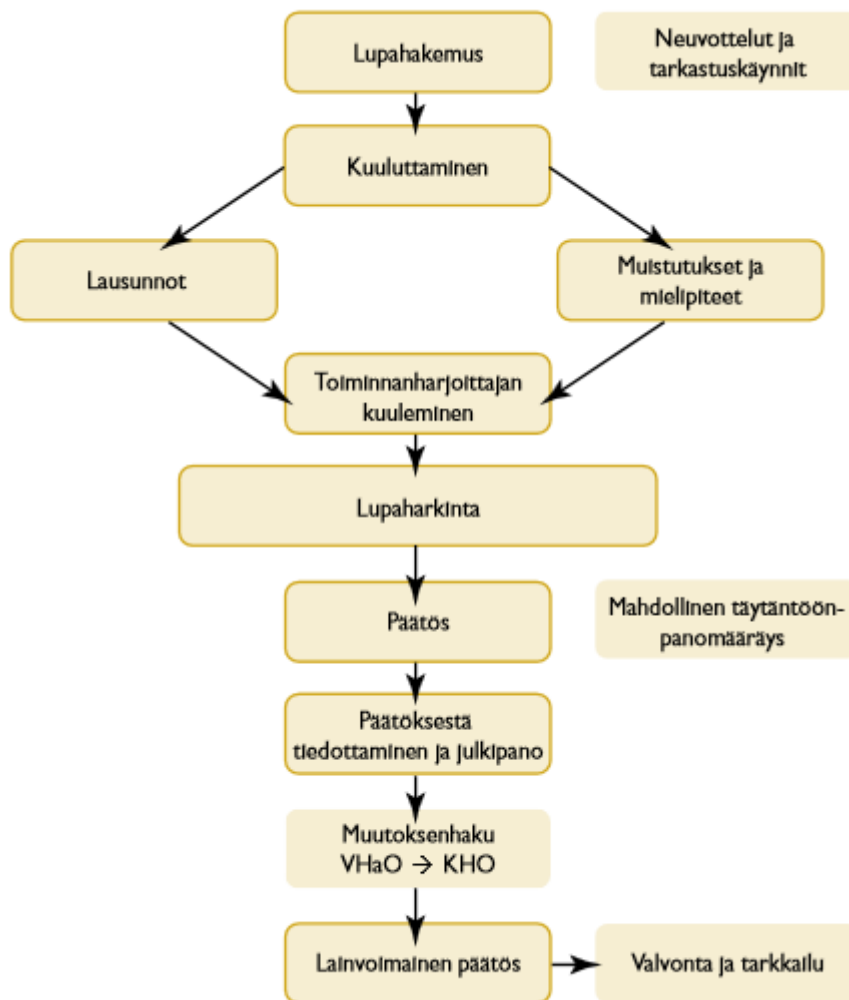 Lupahakemus
Neuvottelut ja
tarkastuskäynnit
Kuuluttaminen
Lausunnot
Muistutukset ja
mielipiteet
Toiminnanharjoittajan
kuuleminen
Lupaharkinta
Päätös
Mahdollinen täytäntöön-
panomääräys
Päätöksestä
tiedottaminen ja julkipano
Muutoksenhaku
VHaO → KHO
Lainvoimainen päätös
Valvonta ja tarkkailu